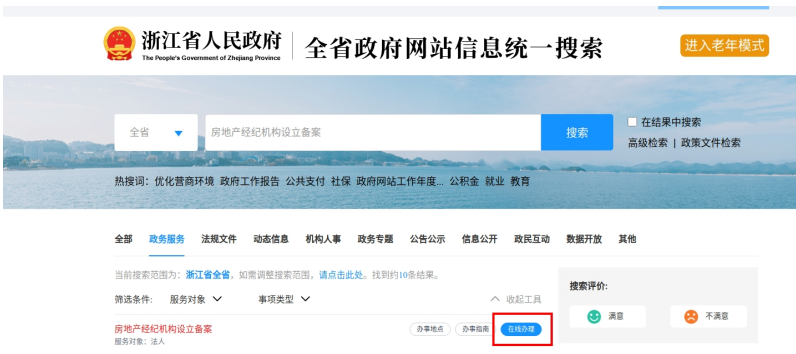 浙江省人民政府
The People's Government of Zhejiang Province
全省政府网站信息统一搜索
进入老年模式
全省
房地产经纪机构设立备案
搜索
在结果中搜索
高级检索 | 政策文件检索
热搜词：优化营商环境 政府工作报告 公共支付 社保 政府网站工作年度... 公积金 就业 教育
全部 政务服务 法规文件 动态信息 机构人事 政务专题 公告公示 信息公开 政民互动 数据开放 其他
当前搜索范围为：浙江省全省，如需调整搜索范围，请点击此处。找到约10条结果。
筛选条件： 服务对象 事项类型 收起工具
房地产经纪机构设立备案 办事地点 办事指南 在线办理
服务对象：法人
搜索评价:
满意 不满意